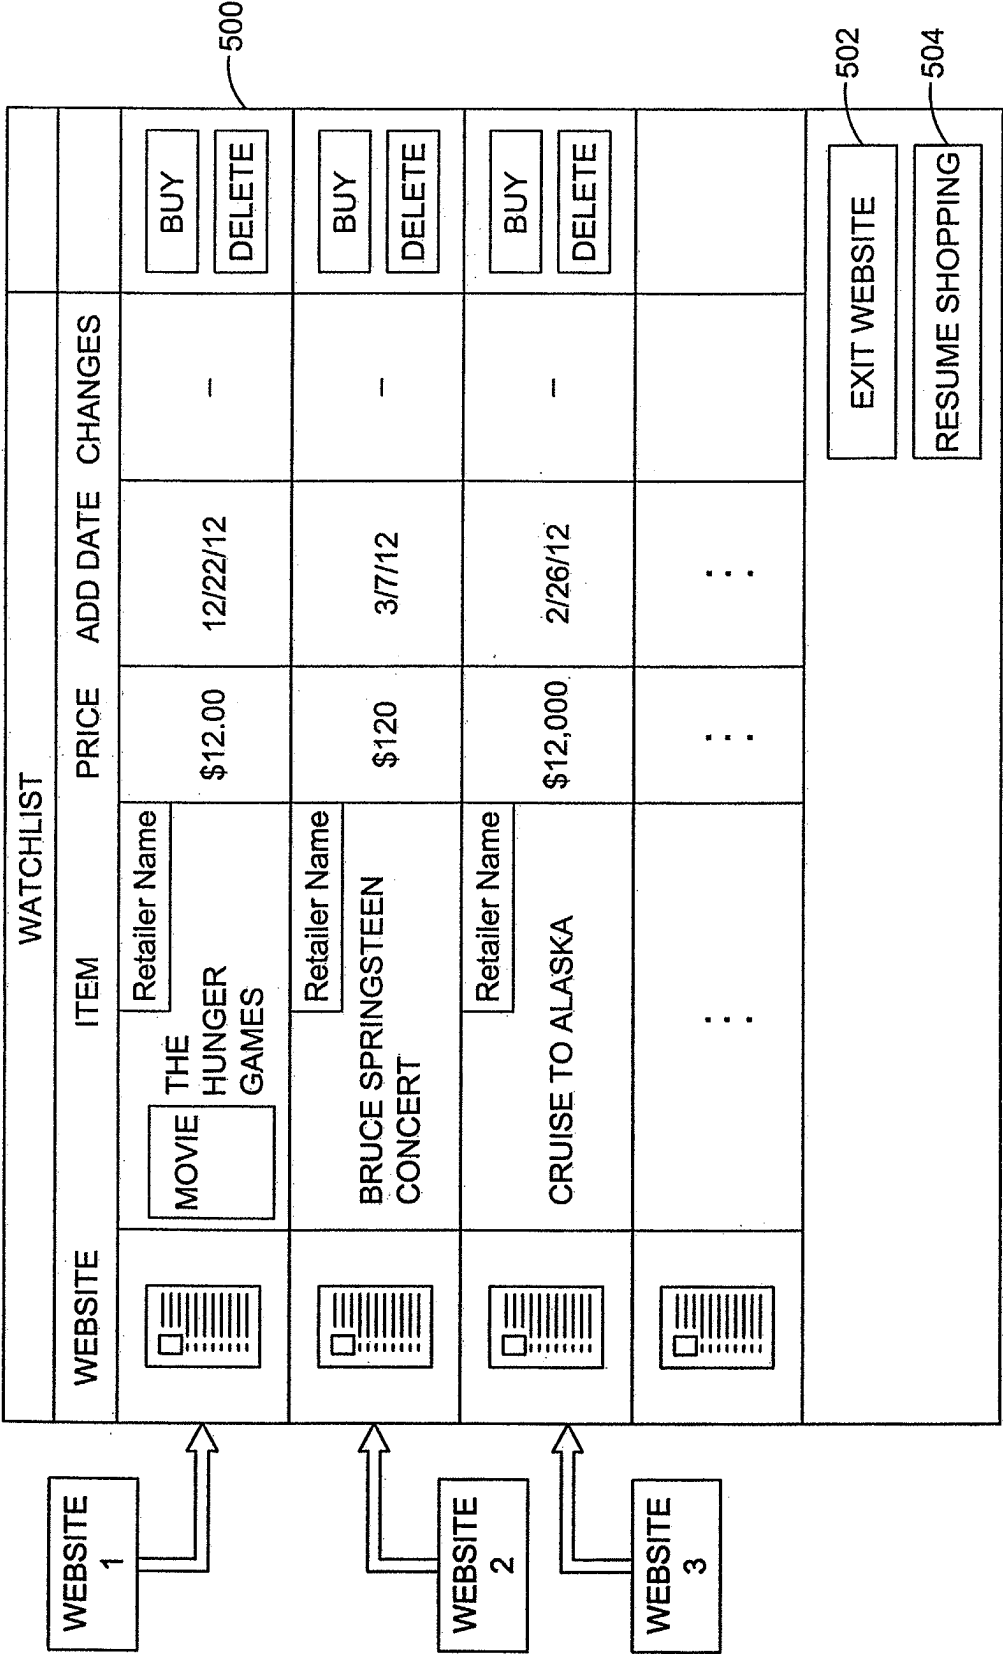 WATCHLIST
WEBSITE ITEM PRICE ADD DATE CHANGES
WEBSITE
1
MOVIE
THE
HUNGER
GAMES
Retailer Name
$12.00
12/22/12
–
BUY
DELETE
500
WEBSITE
2
BRUCE SPRINGSTEEN
CONCERT
Retailer Name
$120
3/7/12
–
BUY
DELETE
WEBSITE
3
CRUISE TO ALASKA
Retailer Name
$12,000
2/26/12
–
BUY
DELETE
... ... ...
EXIT WEBSITE
502
RESUME SHOPPING
504